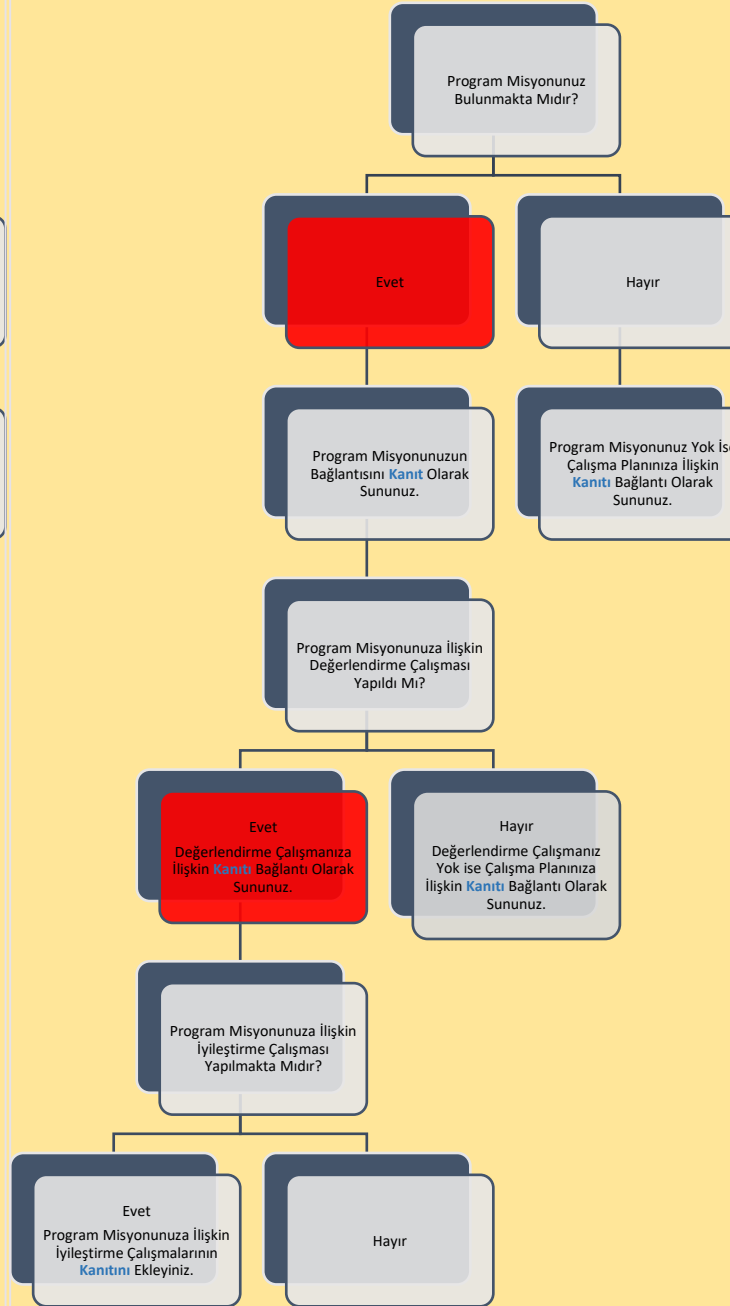 Program Misyonunuz
Bulunmakta Mıdır?
Evet
Hayır
Program Misyonunuzun
Bağlantısını Kanıt Olarak
Sununuz.
Program Misyonunuz Yok İse
Çalışma Planınıza İlişkin
Kanıtı Bağlantı Olarak
Sununuz.
Program Misyonunuza İlişkin
Değerlendirme Çalışması
Yapıldı Mı?
Evet
Değerlendirme Çalışmanıza
İlişkin Kanıtı Bağlantı Olarak
Sununuz.
Hayır
Değerlendirme Çalışmanız
Yok ise Çalışma Planınıza
İlişkin Kanıtı Bağlantı Olarak
Sununuz.
Program Misyonunuza İlişkin
İyileştirme Çalışması
Yapılmakta Mıdır?
Evet
Program Misyonunuza İlişkin
İyileştirme Çalışmalarının
Kanıtını Ekleyiniz.
Hayır